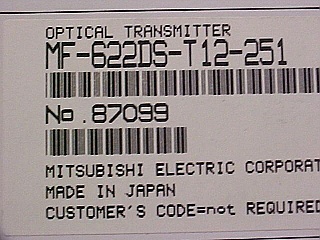 OPTICAL TRANSMITTER
MF-622DS-T12-251
No.87099
MITSUBISHI ELECTRIC CORPORAT
MADE IN JAPAN
CUSTOMER'S CODE=not REQUIRED